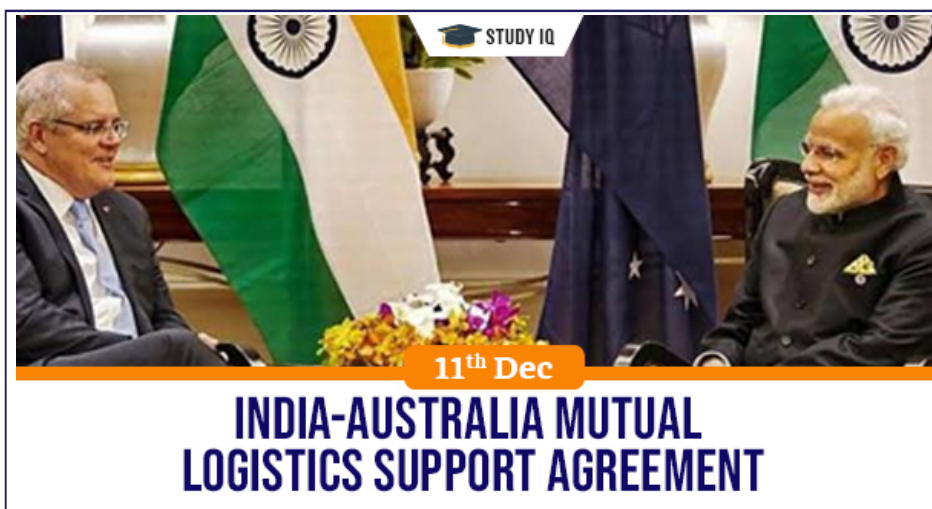 STUDY IQ
11th Dec
INDIA-AUSTRALIA MUTUAL
LOGISTICS SUPPORT AGREEMENT